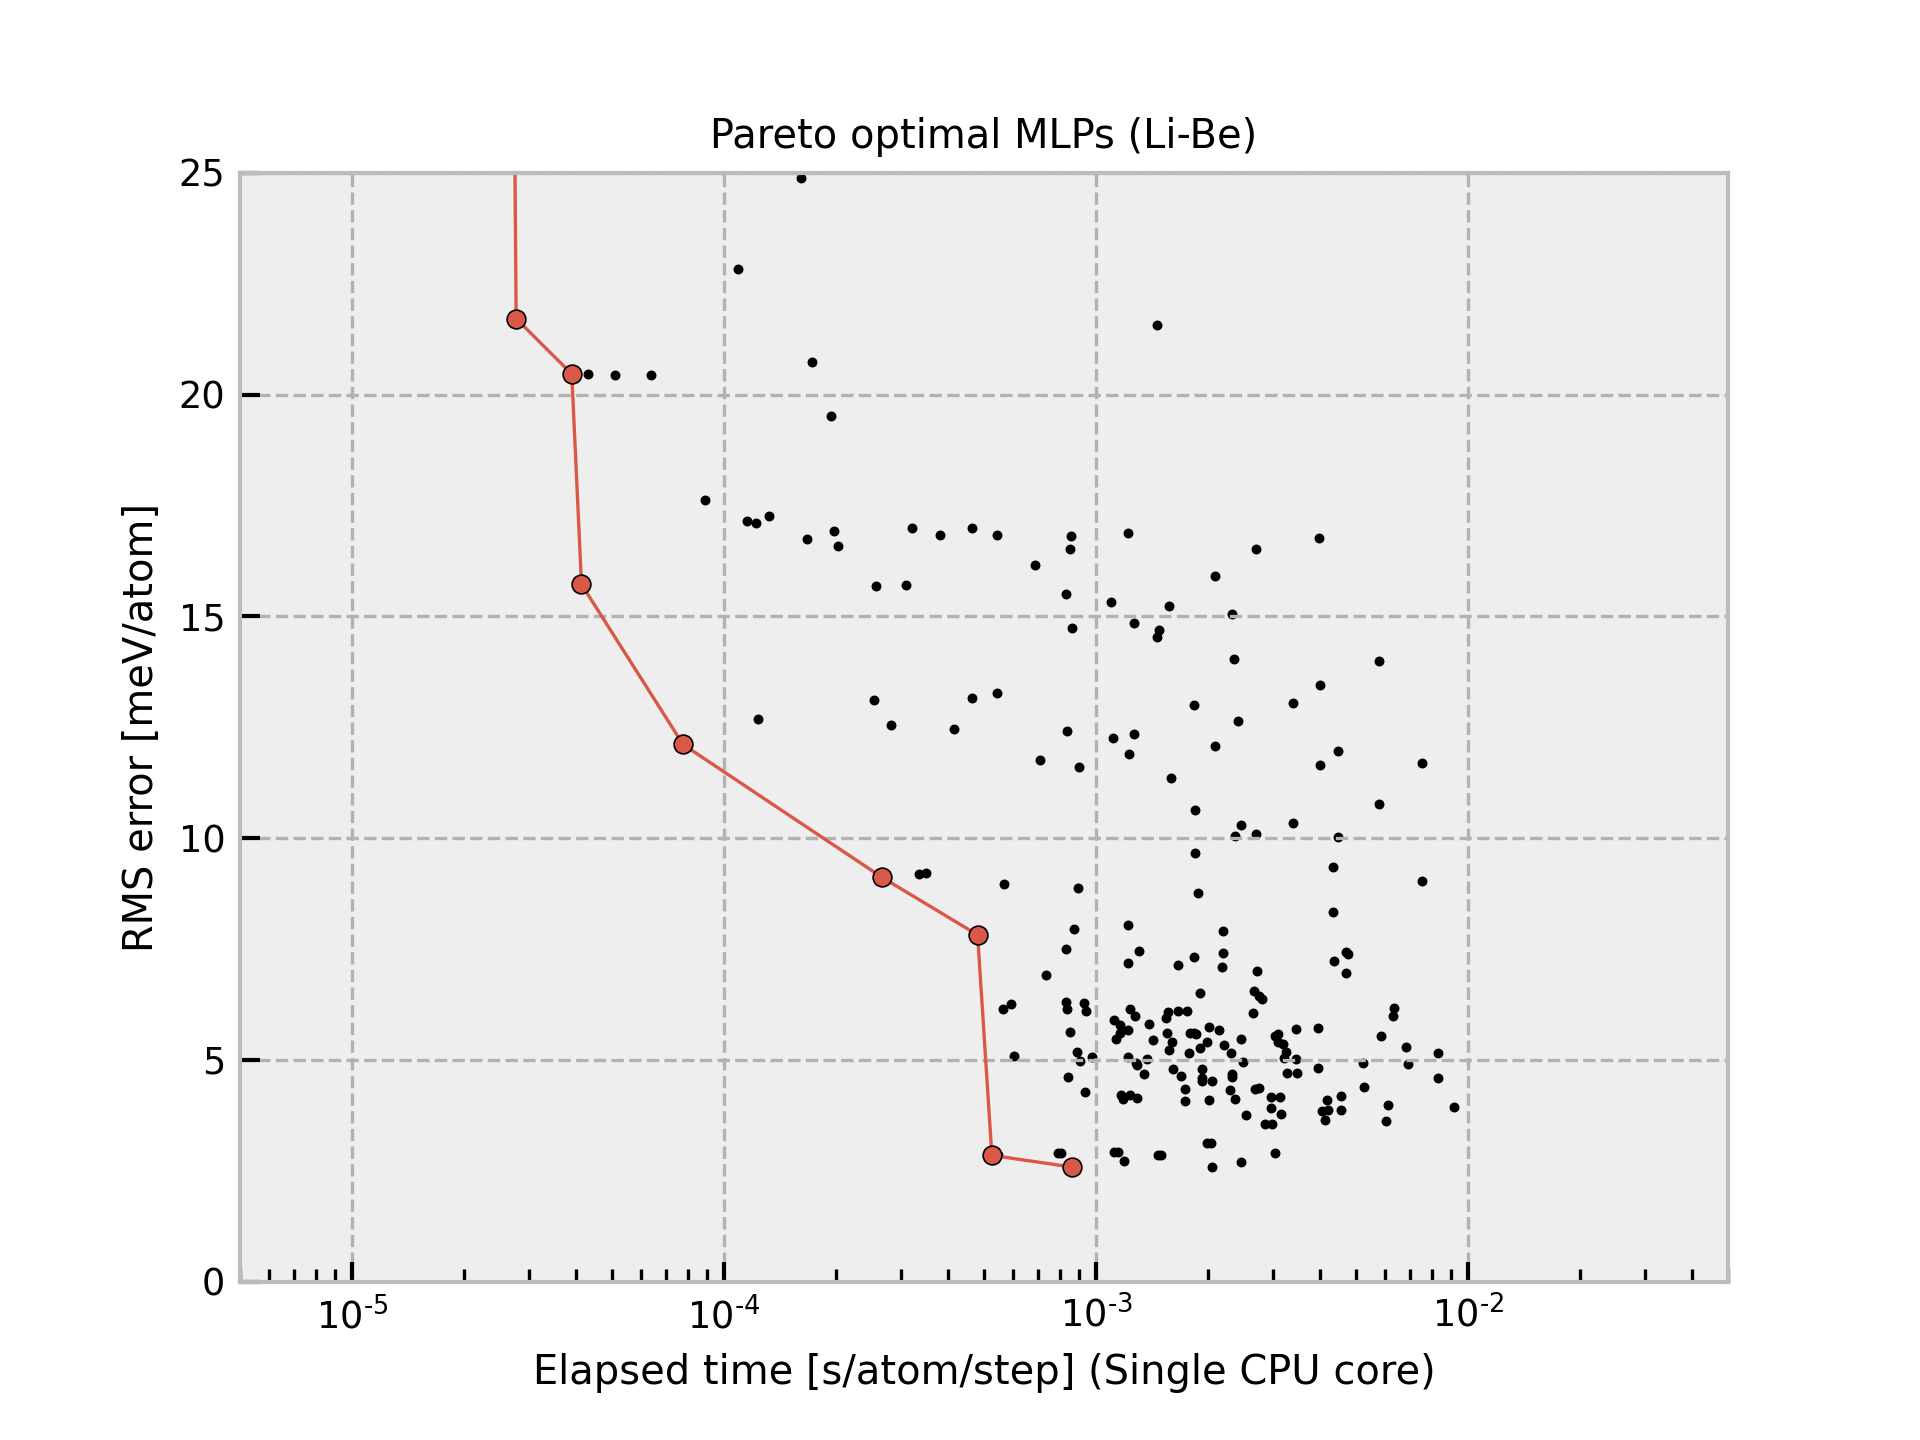 Pareto optimal MLPs (Li-Be)
25
20
15
10
5
0
RMS error [meV/atom]
10^-5 10^-4 10^-3 10^-2
Elapsed time [s/atom/step] (Single CPU core)